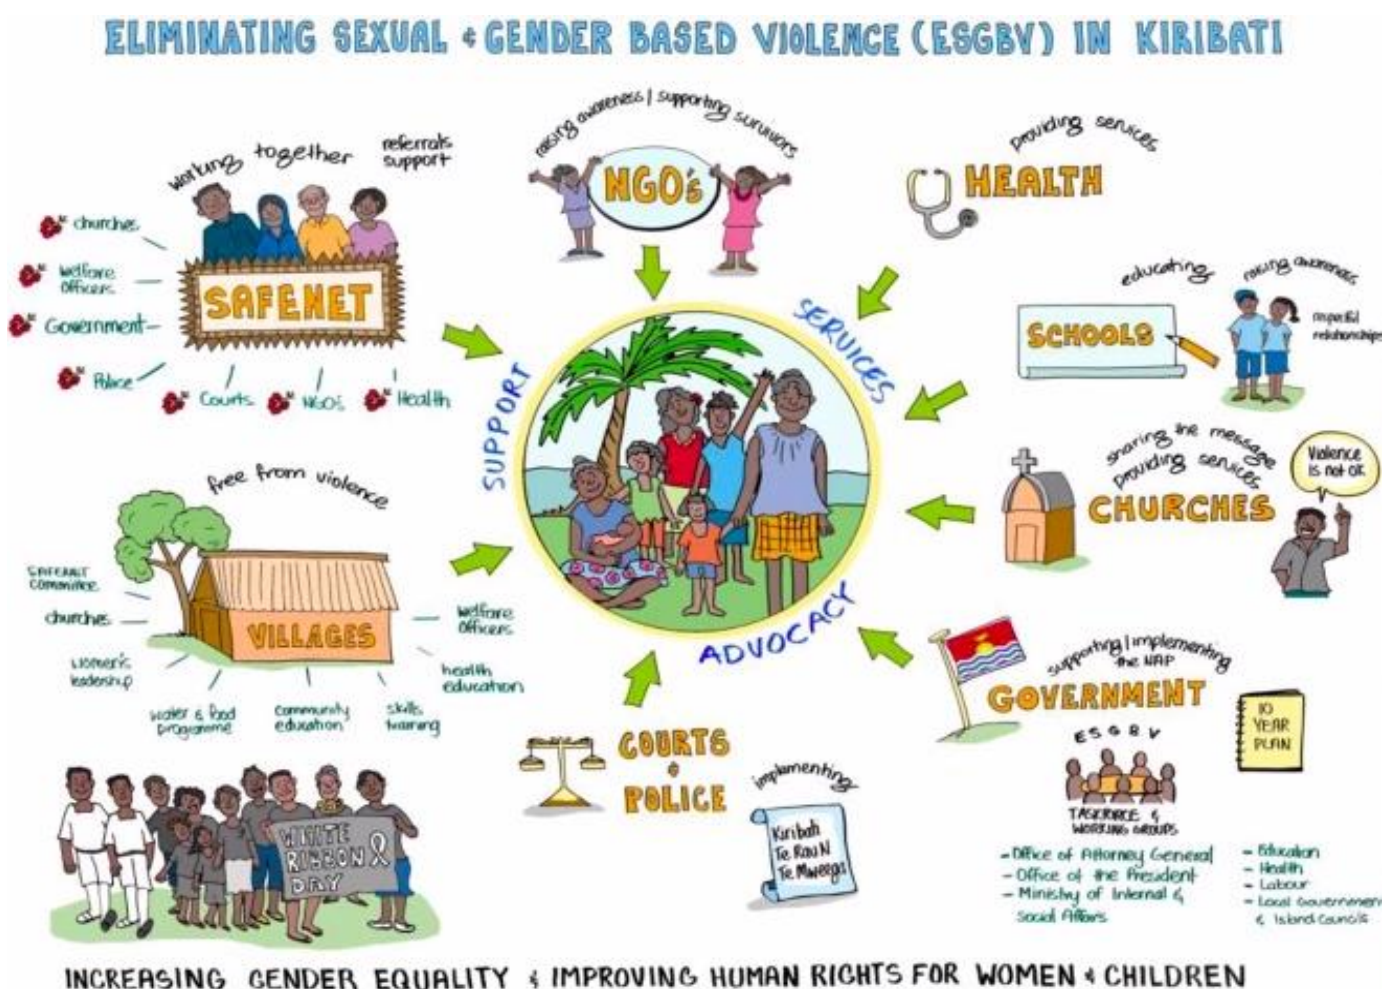 ELIMINATING SEXUAL & GENDER BASED VIOLENCE (ESGBV) IN KIRIBATI
working together
referrals
support
SAFENET
churches
Welfare
Officers
Government
Police
Courts
NGO's
Health
raising awareness / supporting survivors
NGO's
providing services
HEALTH
educating
raising awareness
respectful
relationships
SCHOOLS
sharing the message
providing services
CHURCHES
Violence
is not ok
SUPPORT
SERVICES
ADVOCACY
free from violence
VILLAGES
SAFENET
committee
churches
women's
leadership
water & food
programme
community
education
skills
training
health
education
Welfare
Officers
COURTS
&
POLICE
implementing
Kiribati
Te Rau N
Te Mweega
supporting / implementing
the NAP
GOVERNMENT
10
YEAR
PLAN
ESGBV
TASKFORCE &
WORKING GROUPS
- Office of Attorney General
- Office of the President
- Ministry of Internal &
Social Affairs
- Education
- Health
- Labour
- Local Government
& Island Councils
WHITE
RIBBON
DAY
INCREASING GENDER EQUALITY & IMPROVING HUMAN RIGHTS FOR WOMEN & CHILDREN